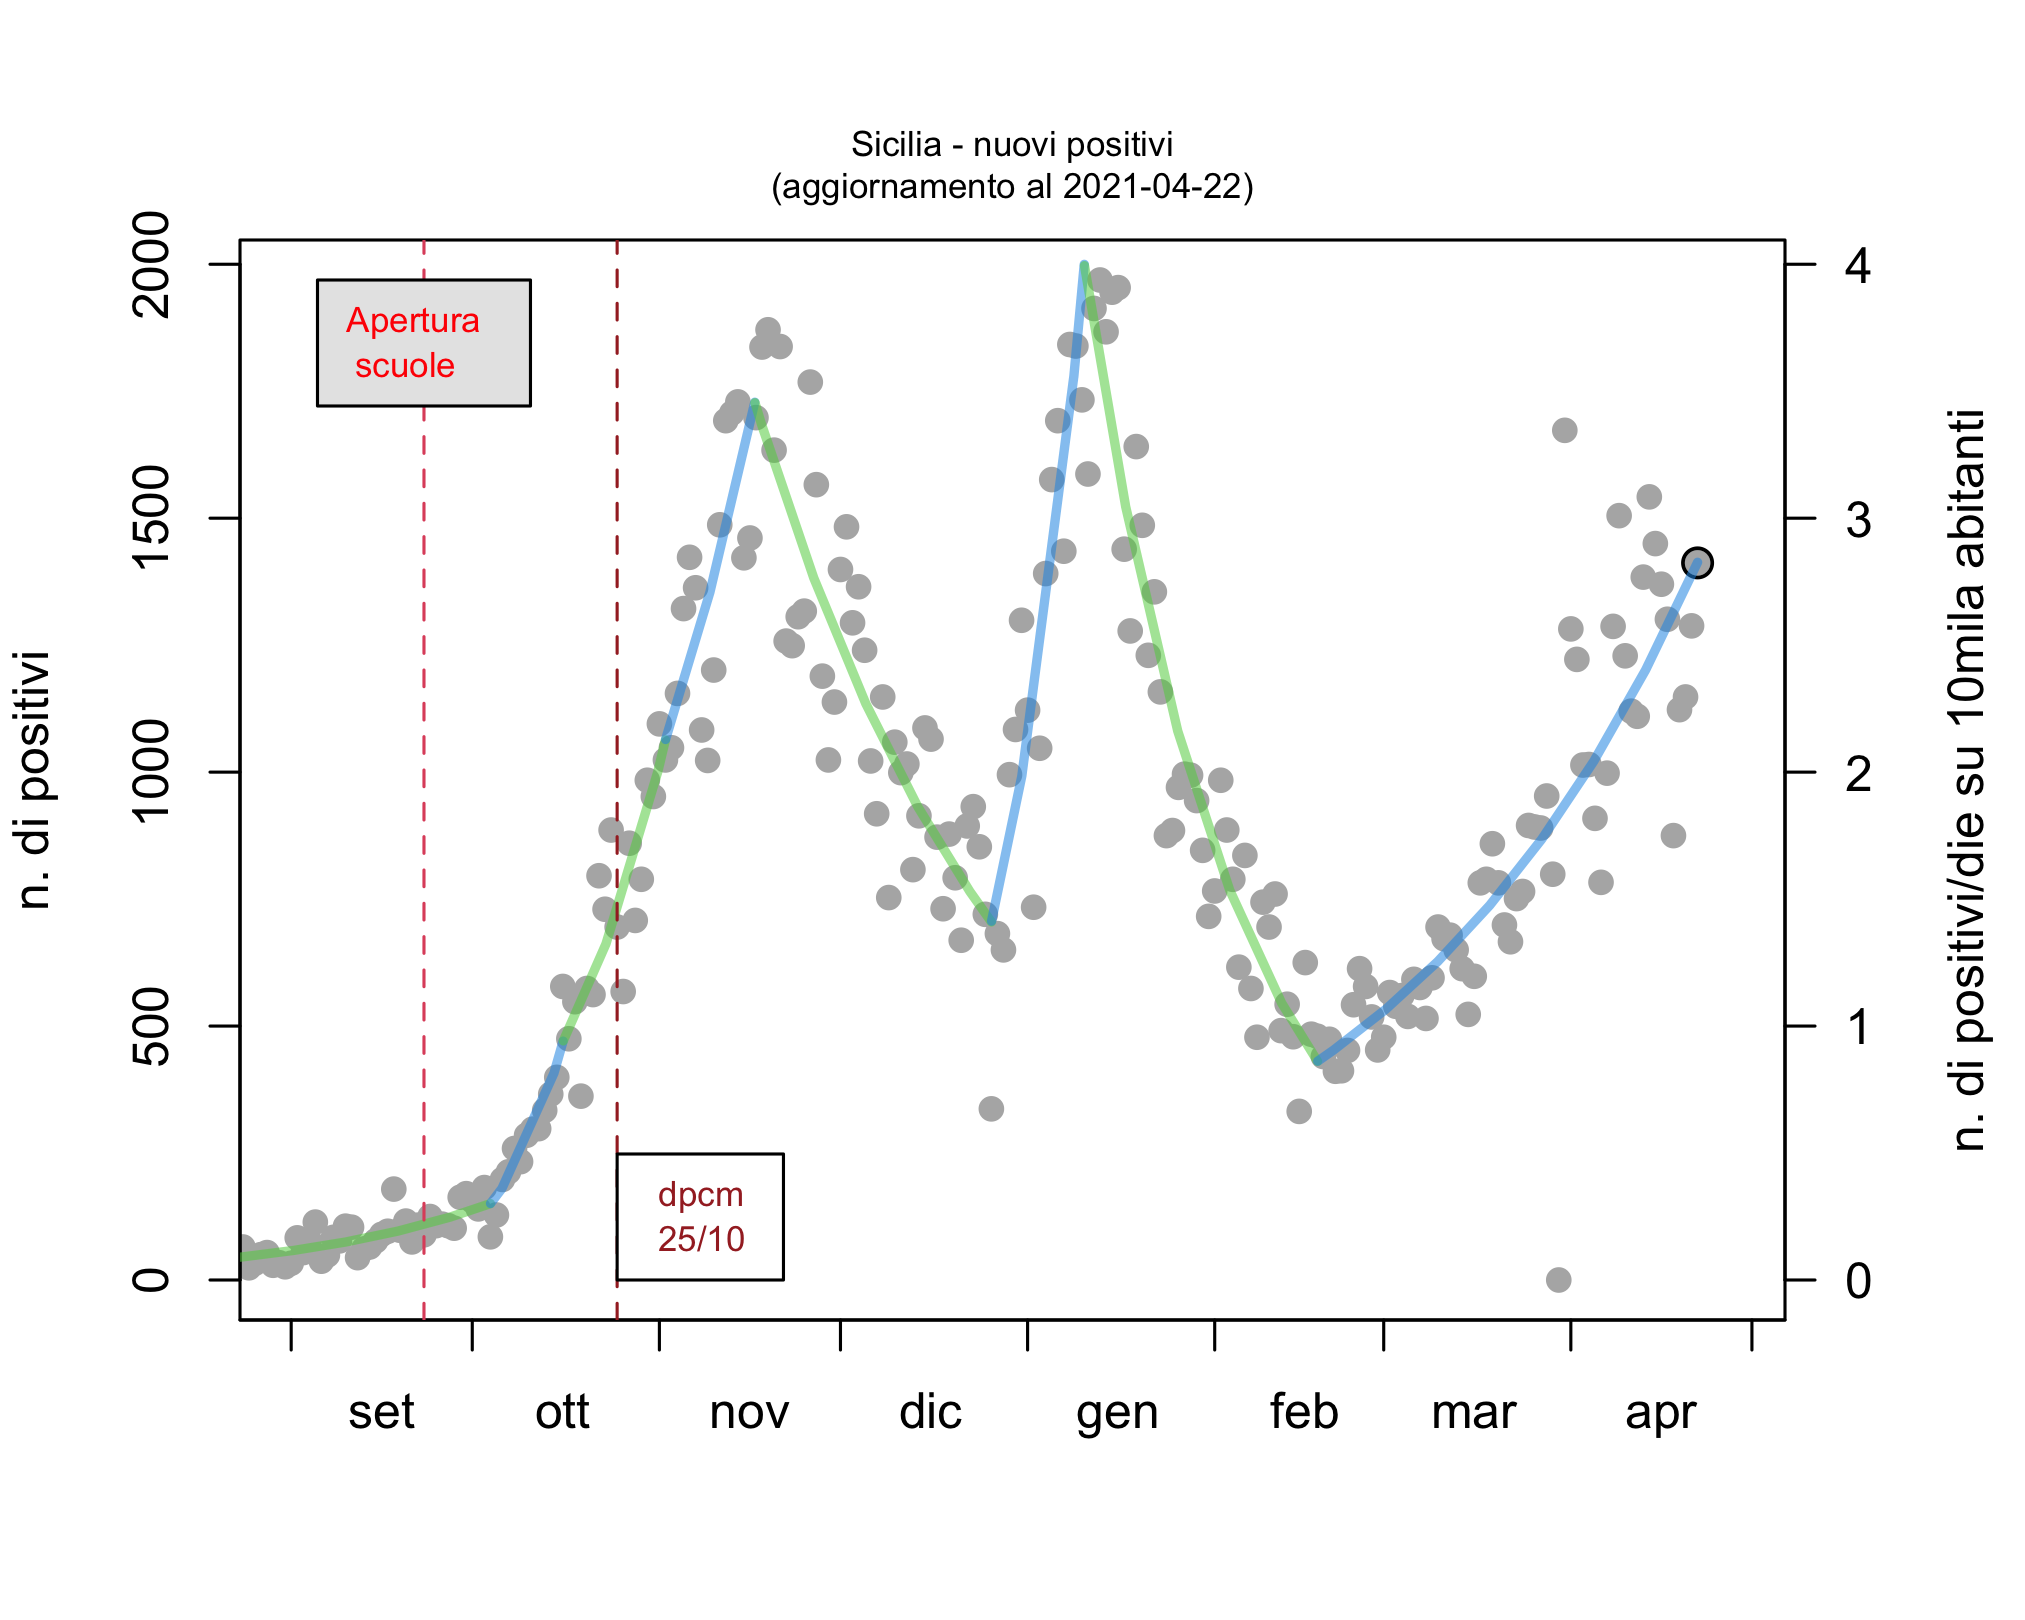 Sicilia - nuovi positivi
(aggiornamento al 2021-04-22)
n. di positivi
2000
1500
1000
500
0
Apertura
scuole
dpcm
25/10
4
3
2
1
0
n. di positivi/die su 10mila abitanti
set ott nov dic gen feb mar apr